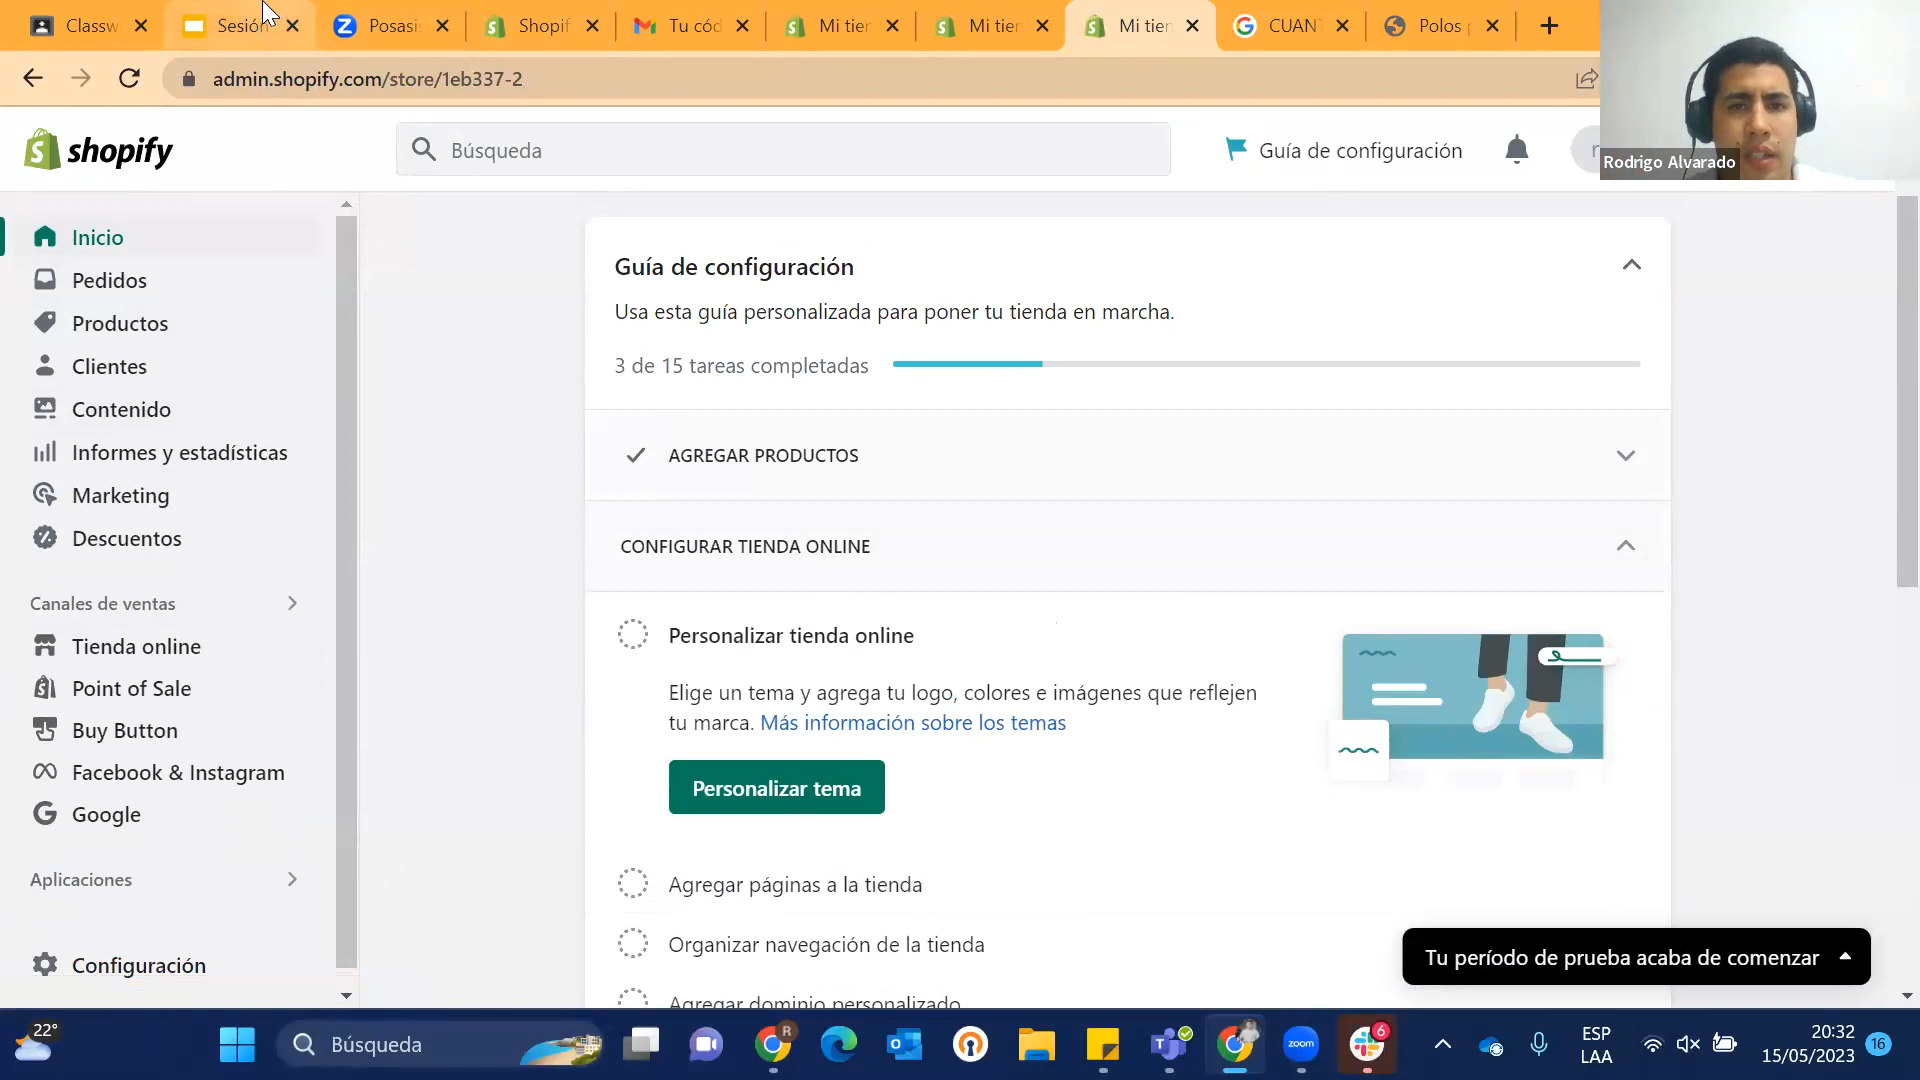 Classw
Sesión
Posasis
Shopif
Tu cód
Mi tien
Mi tien
Mi tien
CUAN
Polos
admin.shopify.com/store/1eb337-2
shopify
Búsqueda
Guía de configuración
Rodrigo Alvarado
Inicio
Pedidos
Productos
Clientes
Contenido
Informes y estadísticas
Marketing
Descuentos
Canales de ventas
Tienda online
Point of Sale
Buy Button
Facebook & Instagram
Google
Aplicaciones
Configuración
Guía de configuración
Usa esta guía personalizada para poner tu tienda en marcha.
3 de 15 tareas completadas
AGREGAR PRODUCTOS
CONFIGURAR TIENDA ONLINE
Personalizar tienda online
Elige un tema y agrega tu logo, colores e imágenes que reflejen
tu marca. Más información sobre los temas
Personalizar tema
Agregar páginas a la tienda
Organizar navegación de la tienda
Agregar dominio personalizado
Tu período de prueba acaba de comenzar
22°
Búsqueda
R
zoom
6
ESP
LAA
20:32
15/05/2023
16